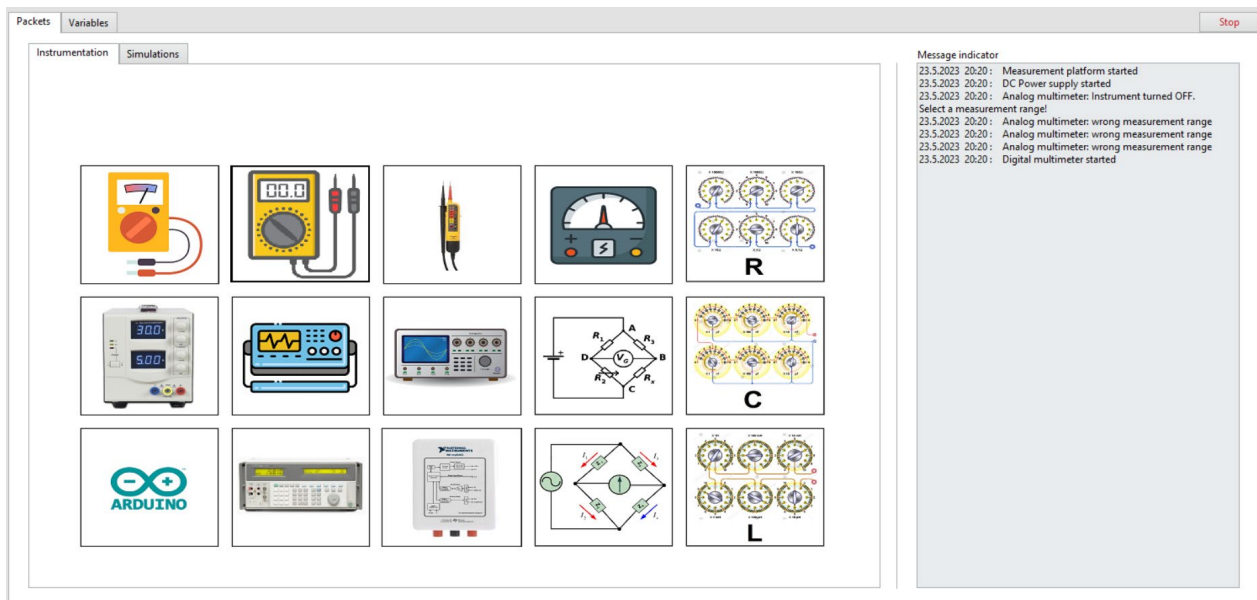 Packets
Variables
Stop
Instrumentation
Simulations
Message indicator
23.5.2023 20:20 : Measurement platform started
23.5.2023 20:20 : DC Power supply started
23.5.2023 20:20 : Analog multimeter: Instrument turned OFF.
Select a measurement range!
23.5.2023 20:20 : Analog multimeter: wrong measurement range
23.5.2023 20:20 : Analog multimeter: wrong measurement range
23.5.2023 20:20 : Analog multimeter: wrong measurement range
23.5.2023 20:20 : Digital multimeter started
00.0
R
30.0
5.00
A
R1
R3
D
VG
B
R2
Rx
C
C
ARDUINO
NATIONAL
INSTRUMENTS
L